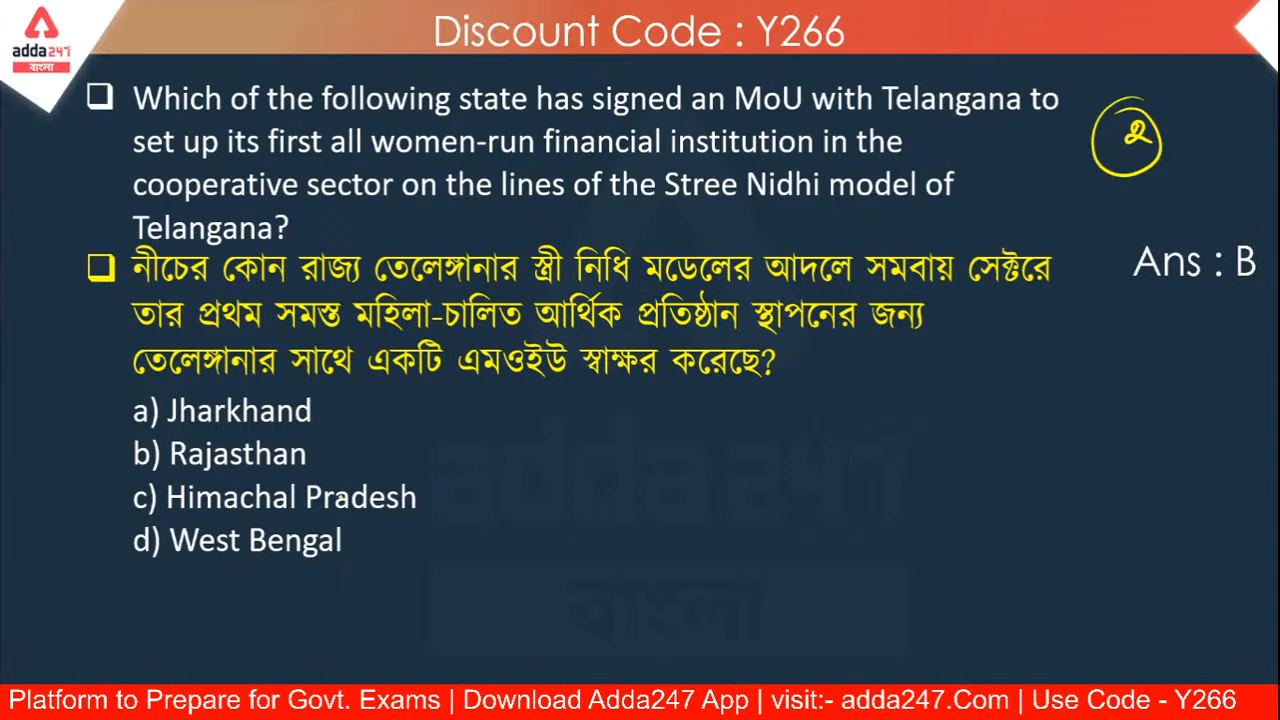 adda247
বাংলা
Discount Code : Y266
Which of the following state has signed an MoU with Telangana to
set up its first all women-run financial institution in the
cooperative sector on the lines of the Stree Nidhi model of
Telangana?
২
Ans : B
নীচের কোন রাজ্য তেলেঙ্গানার স্ত্রী নিধি মডেলের আদলে সমবায় সেক্টরে
তার প্রথম সমস্ত মহিলা-চালিত আর্থিক প্রতিষ্ঠান স্থাপনের জন্য
তেলেঙ্গানার সাথে একটি এমওইউ স্বাক্ষর করেছে?
a) Jharkhand
b) Rajasthan
c) Himachal Pradesh
d) West Bengal
adda247
বাংলা
Platform to Prepare for Govt. Exams | Download Adda247 App | visit:- adda247.Com | Use Code - Y266